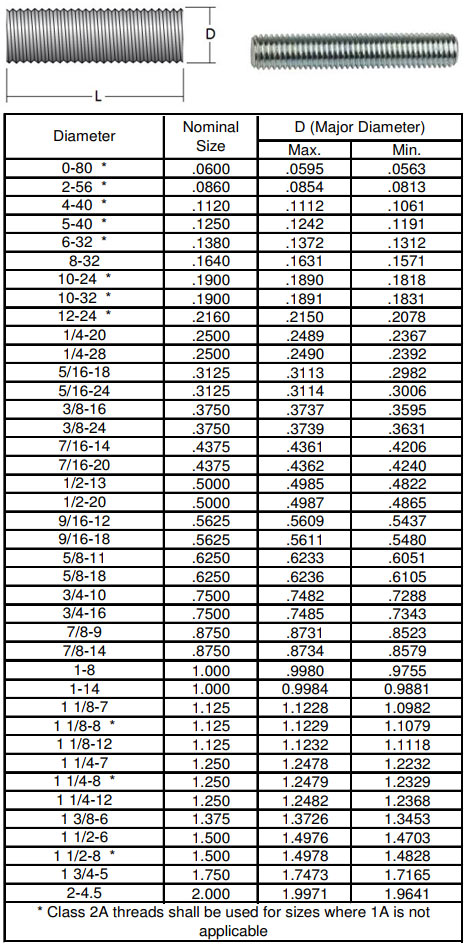 D
L
Diameter Nominal Size D (Major Diameter)
Max. Min.
0-80 * .0600 .0595 .0563
2-56 * .0860 .0854 .0813
4-40 * .1120 .1112 .1061
5-40 * .1250 .1242 .1191
6-32 * .1380 .1372 .1312
8-32 .1640 .1631 .1571
10-24 * .1900 .1890 .1818
10-32 * .1900 .1891 .1831
12-24 * .2160 .2150 .2078
1/4-20 .2500 .2489 .2367
1/4-28 .2500 .2490 .2392
5/16-18 .3125 .3113 .2982
5/16-24 .3125 .3114 .3006
3/8-16 .3750 .3737 .3595
3/8-24 .3750 .3739 .3631
7/16-14 .4375 .4361 .4206
7/16-20 .4375 .4362 .4240
1/2-13 .5000 .4985 .4822
1/2-20 .5000 .4987 .4865
9/16-12 .5625 .5609 .5437
9/16-18 .5625 .5611 .5480
5/8-11 .6250 .6233 .6051
5/8-18 .6250 .6236 .6105
3/4-10 .7500 .7482 .7288
3/4-16 .7500 .7485 .7343
7/8-9 .8750 .8731 .8523
7/8-14 .8750 .8734 .8579
1-8 1.000 .9980 .9755
1-14 1.000 0.9984 0.9881
1 1/8-7 1.125 1.1228 1.0982
1 1/8-8 * 1.125 1.1229 1.1079
1 1/8-12 1.125 1.1232 1.1118
1 1/4-7 1.250 1.2478 1.2232
1 1/4-8 * 1.250 1.2479 1.2329
1 1/4-12 1.250 1.2482 1.2368
1 3/8-6 1.375 1.3726 1.3453
1 1/2-6 1.500 1.4976 1.4703
1 1/2-8 * 1.500 1.4978 1.4828
1 3/4-5 1.750 1.7473 1.7165
2-4.5 2.000 1.9971 1.9641
* Class 2A threads shall be used for sizes where 1A is not
applicable